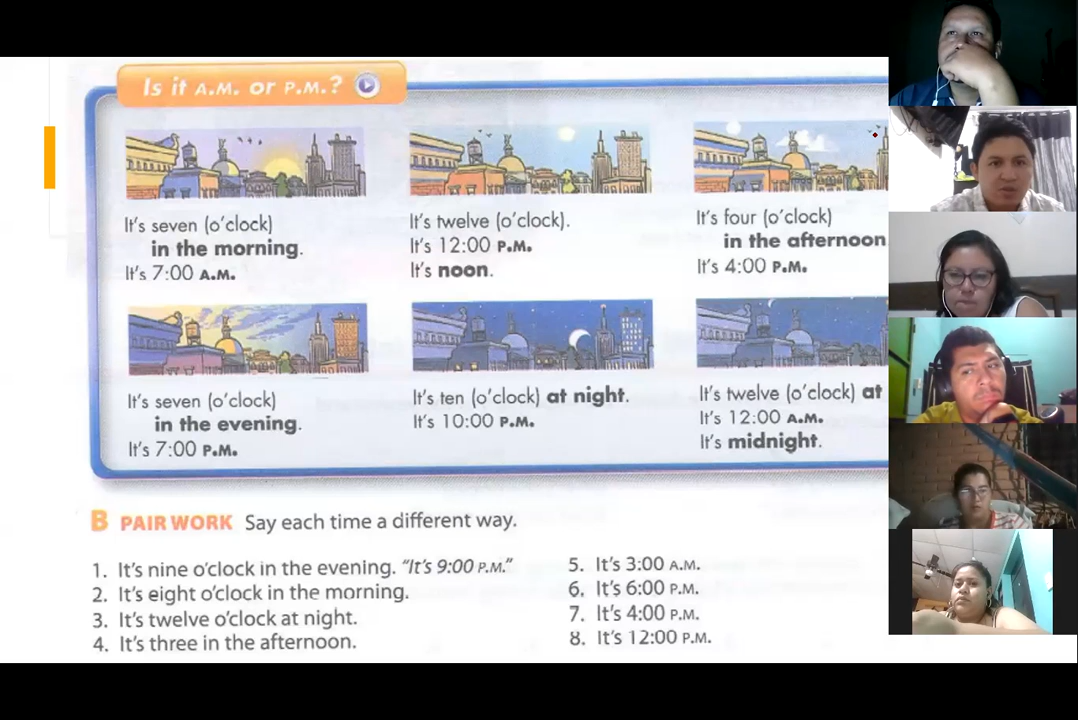 Is it A.M. or P.M.?
It's seven (o'clock)
in the morning.
It's 7:00 A.M.
It's twelve (o'clock).
It's 12:00 P.M.
It's noon.
It's four (o'clock)
in the afternoon
It's 4:00 P.M.
It's seven (o'clock)
in the evening.
It's 7:00 P.M.
It's ten (o'clock) at night.
It's 10:00 P.M.
It's twelve (o'clock) at
It's 12:00 A.M.
It's midnight.
B PAIR WORK Say each time a different way.
1. It's nine o'clock in the evening. "It's 9:00 P.M."
2. It's eight o'clock in the morning.
3. It's twelve o'clock at night.
4. It's three in the afternoon.
5. It's 3:00 A.M.
6. It's 6:00 P.M.
7. It's 4:00 P.M.
8. It's 12:00 P.M.